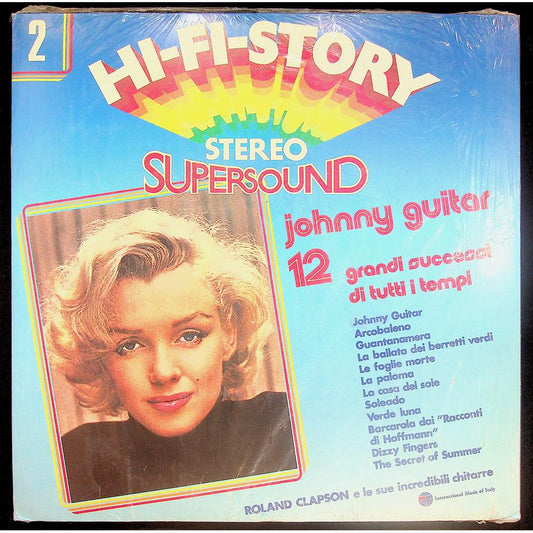 2
HI-FI-STORY
STEREO
SUPERSOUND
johnny guitar
12 grandi successi
di tutti i tempi
Johnny Guitar
Arcobaleno
Guantanamera
La ballata dei berretti verdi
Le foglie morte
La paloma
La casa del sole
Soleado
Verde luna
Barcarola dai "Racconti
di Hoffmann"
Dizzy Fingers
The Secret of Summer
ROLAND CLAPSON e le sue incredibili chitarre
International Music of Italy